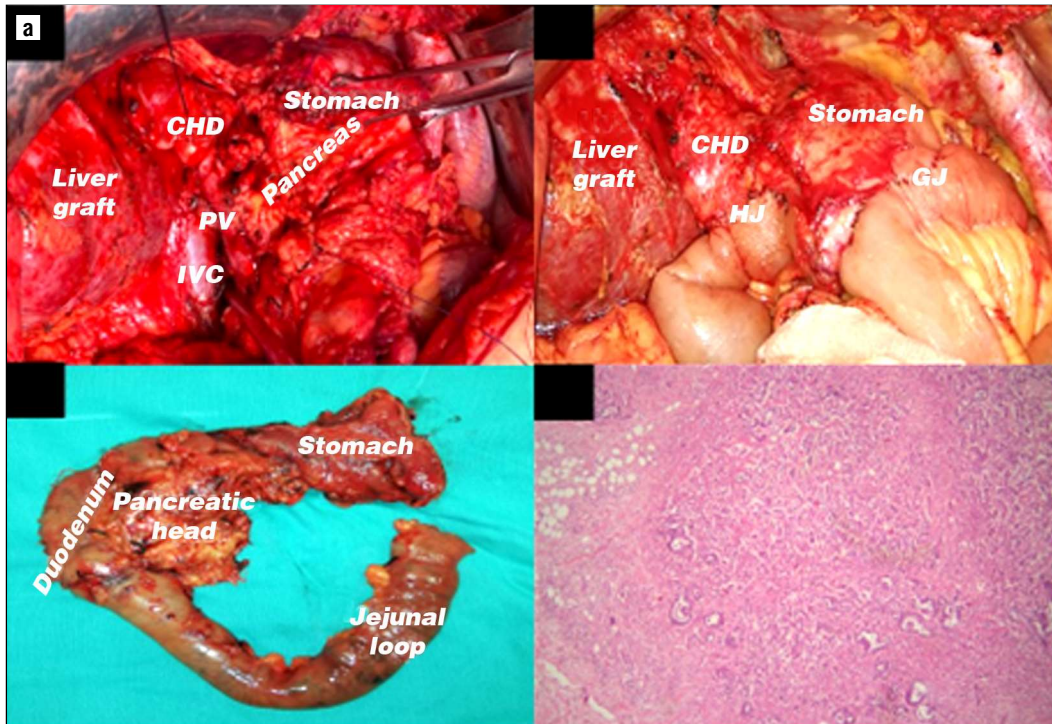 a
Stomach
CHD
Pancreas
Liver
graft
PV
IVC
Stomach
CHD
Liver
graft
GJ
HJ
Stomach
Pancreatic
head
Duodenum
Jejunal
loop